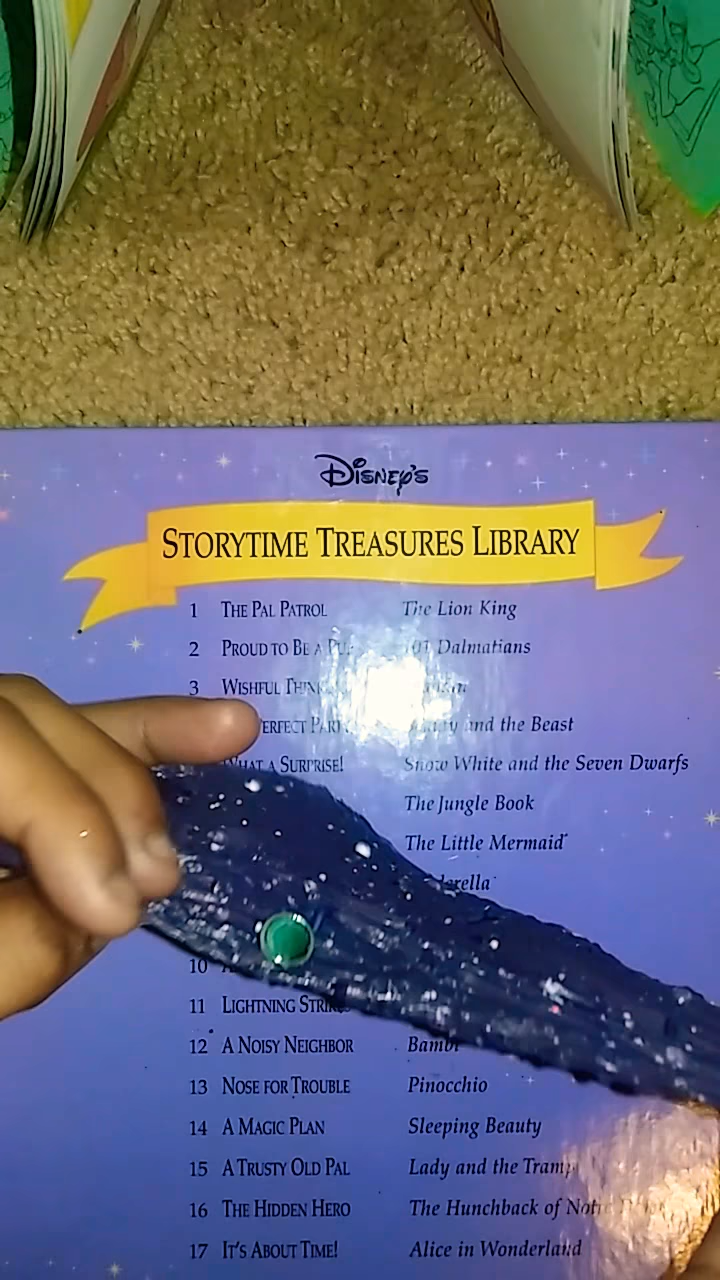 DISNEY'S
STORYTIME TREASURES LIBRARY
1 THE PAL PATROL The Lion King
2 PROUD TO BE A 101 Dalmatians
3 WISHFUL
PERFECT and the Beast
WHAT A SURPRISE! Snow White and the Seven Dwarfs
The Jungle Book
The Little Mermaid
10
11 LIGHTNING
12 A NOISY NEIGHBOR Bambi
13 NOSE FOR TROUBLE Pinocchio
14 A MAGIC PLAN Sleeping Beauty
15 A TRUSTY OLD PAL Lady and the Tramp
16 THE HIDDEN HERO The Hunchback of Notre
17 IT'S ABOUT TIME! Alice in Wonderland